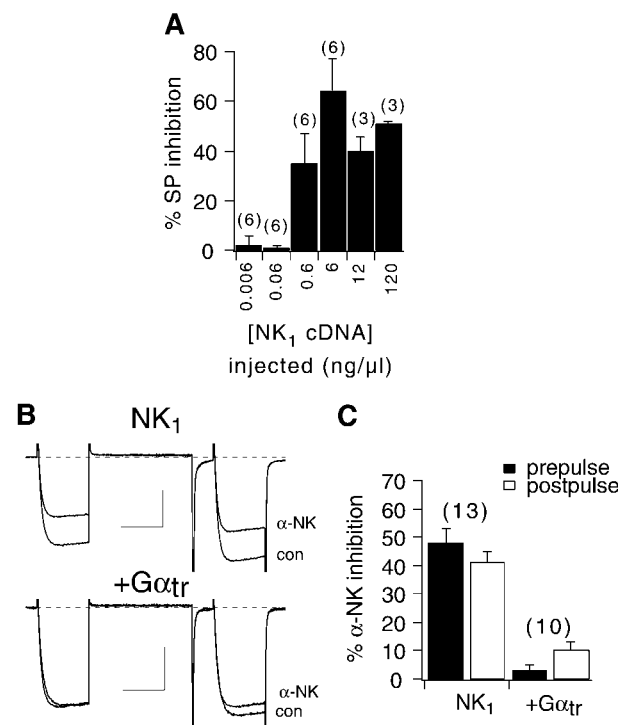 A
% SP inhibition
80
60
40
20
0
(6)
(6)
(6)
(6)
(3)
(3)
0.006
0.06
0.6
6
12
120
[NK1 cDNA]
injected (ng/µl)
B
NK1
α-NK
con
+Gαtr
α-NK
con
C
prepulse
postpulse
% α-NK inhibition
70
60
50
40
30
20
10
0
(13)
(10)
NK1
+Gαtr